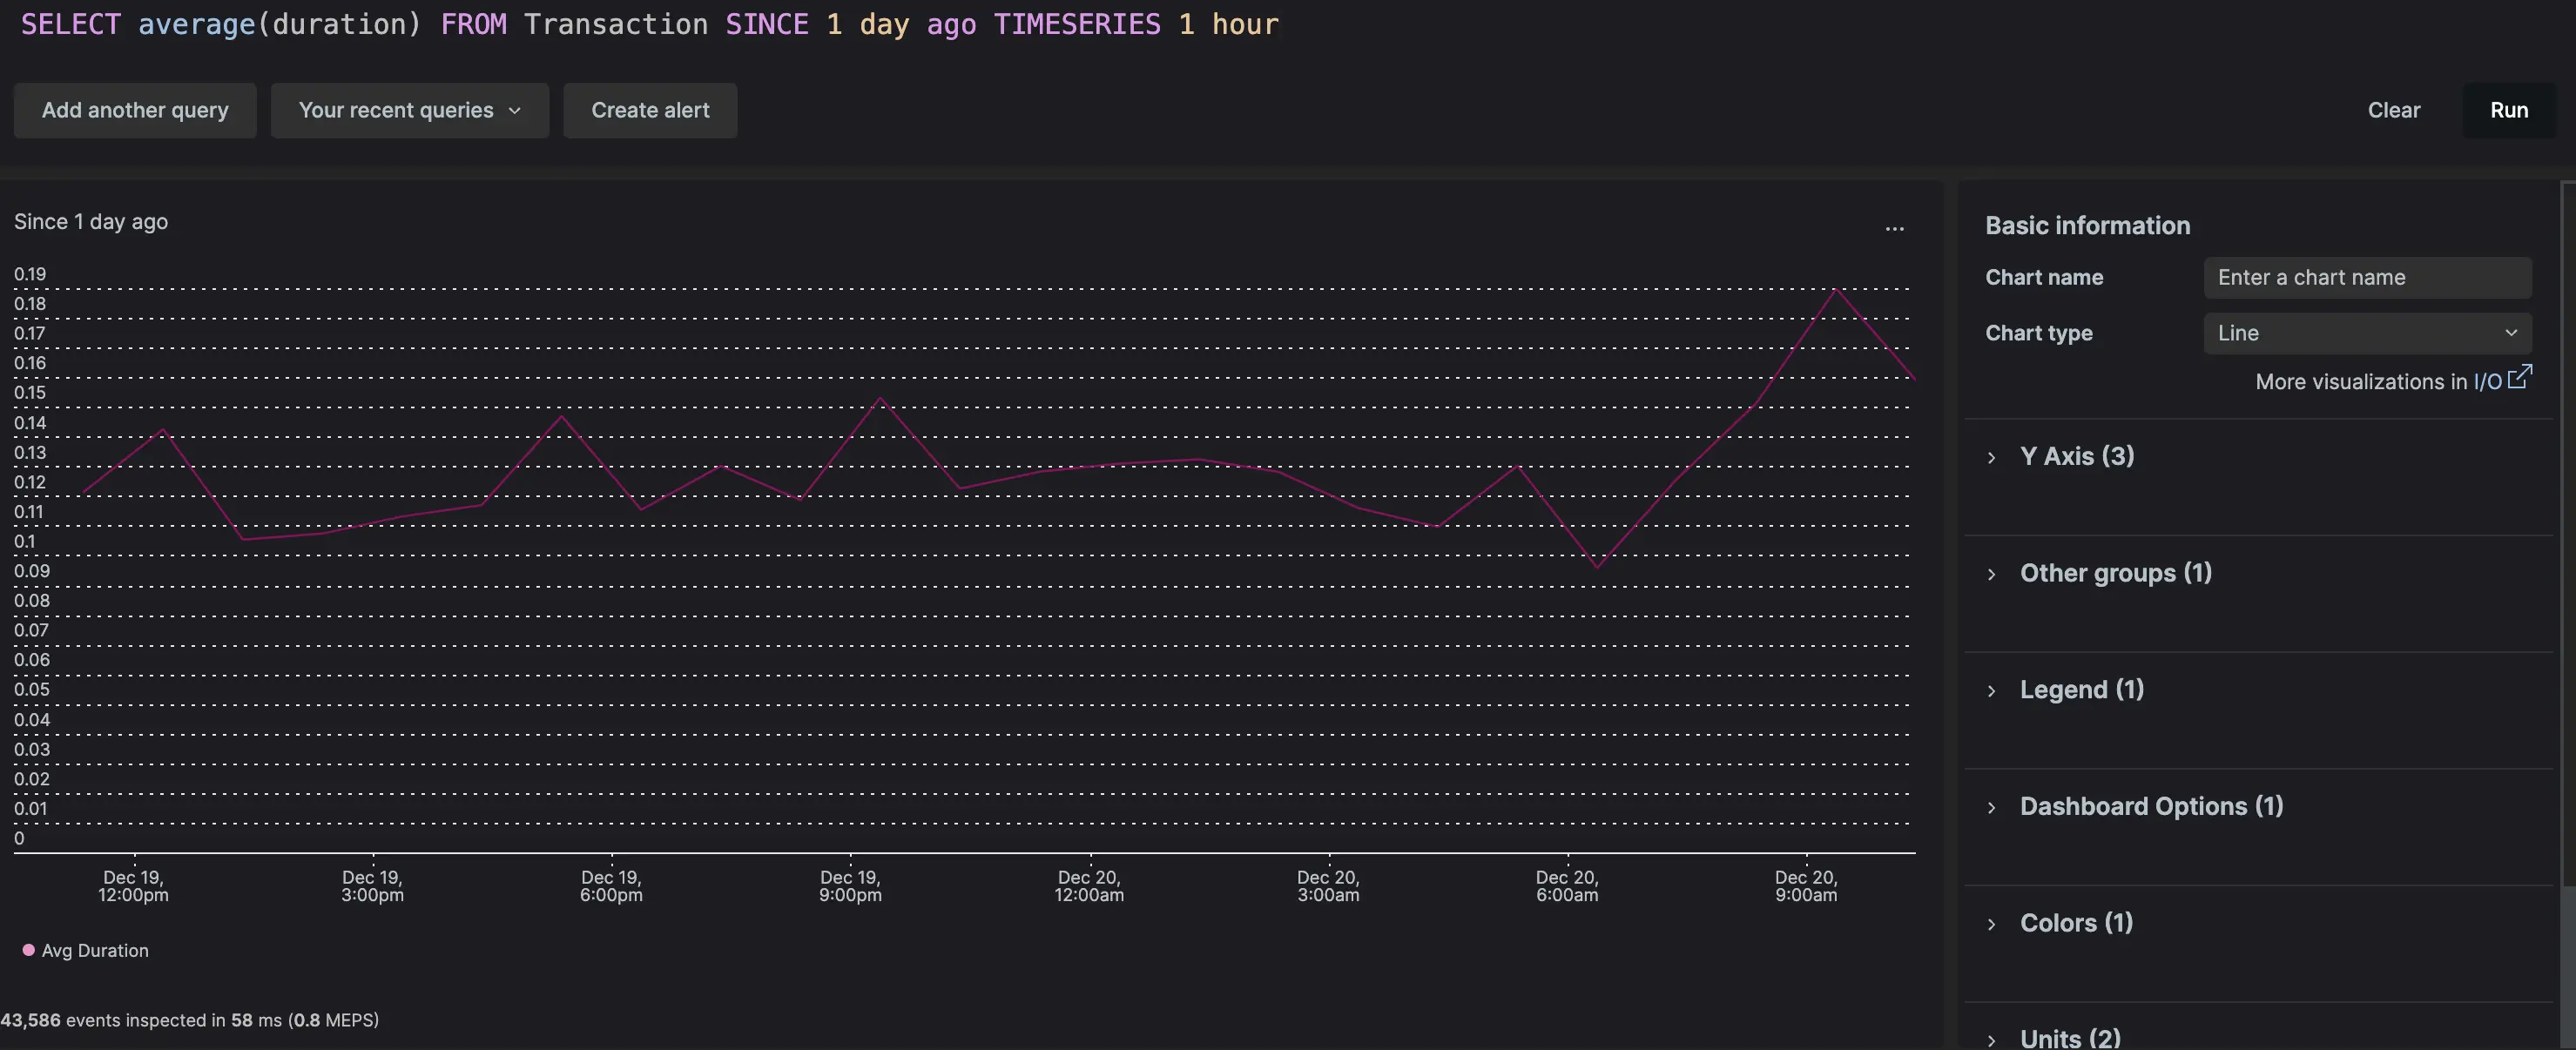 SELECT average(duration) FROM Transaction SINCE 1 day ago TIMESERIES 1 hour
Add another query
Your recent queries
Create alert
Clear
Run
Since 1 day ago
...
0.19
0.18
0.17
0.16
0.15
0.14
0.13
0.12
0.11
0.1
0.09
0.08
0.07
0.06
0.05
0.04
0.03
0.02
0.01
0
Dec 19,
12:00pm
Dec 19,
3:00pm
Dec 19,
6:00pm
Dec 19,
9:00pm
Dec 20,
12:00am
Dec 20,
3:00am
Dec 20,
6:00am
Dec 20,
9:00am
Avg Duration
43,586 events inspected in 58 ms (0.8 MEPS)
Basic information
Chart name
Enter a chart name
Chart type
Line
More visualizations in I/O
Y Axis (3)
Other groups (1)
Legend (1)
Dashboard Options (1)
Colors (1)
Units (2)